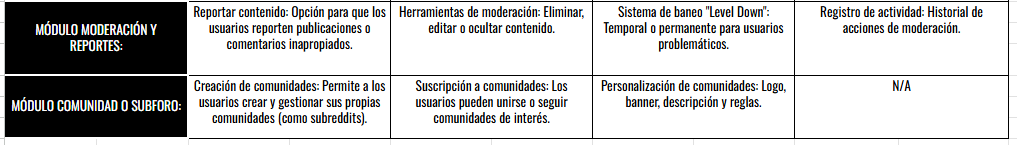 MÓDULO MODERACIÓN Y
REPORTES:
Reportar contenido: Opción para que los
usuarios reporten publicaciones o
comentarios inapropiados.
Herramientas de moderación: Eliminar,
editar o ocultar contenido.
Sistema de baneo "Level Down":
Temporal o permanente para usuarios
problemáticos.
Registro de actividad: Historial de
acciones de moderación.
MÓDULO COMUNIDAD O SUBFORO:
Creación de comunidades: Permite a los
usuarios crear y gestionar sus propias
comunidades (como subreddits).
Suscripción a comunidades: Los
usuarios pueden unirse o seguir
comunidades de interés.
Personalización de comunidades: Logo,
banner, descripción y reglas.
N/A